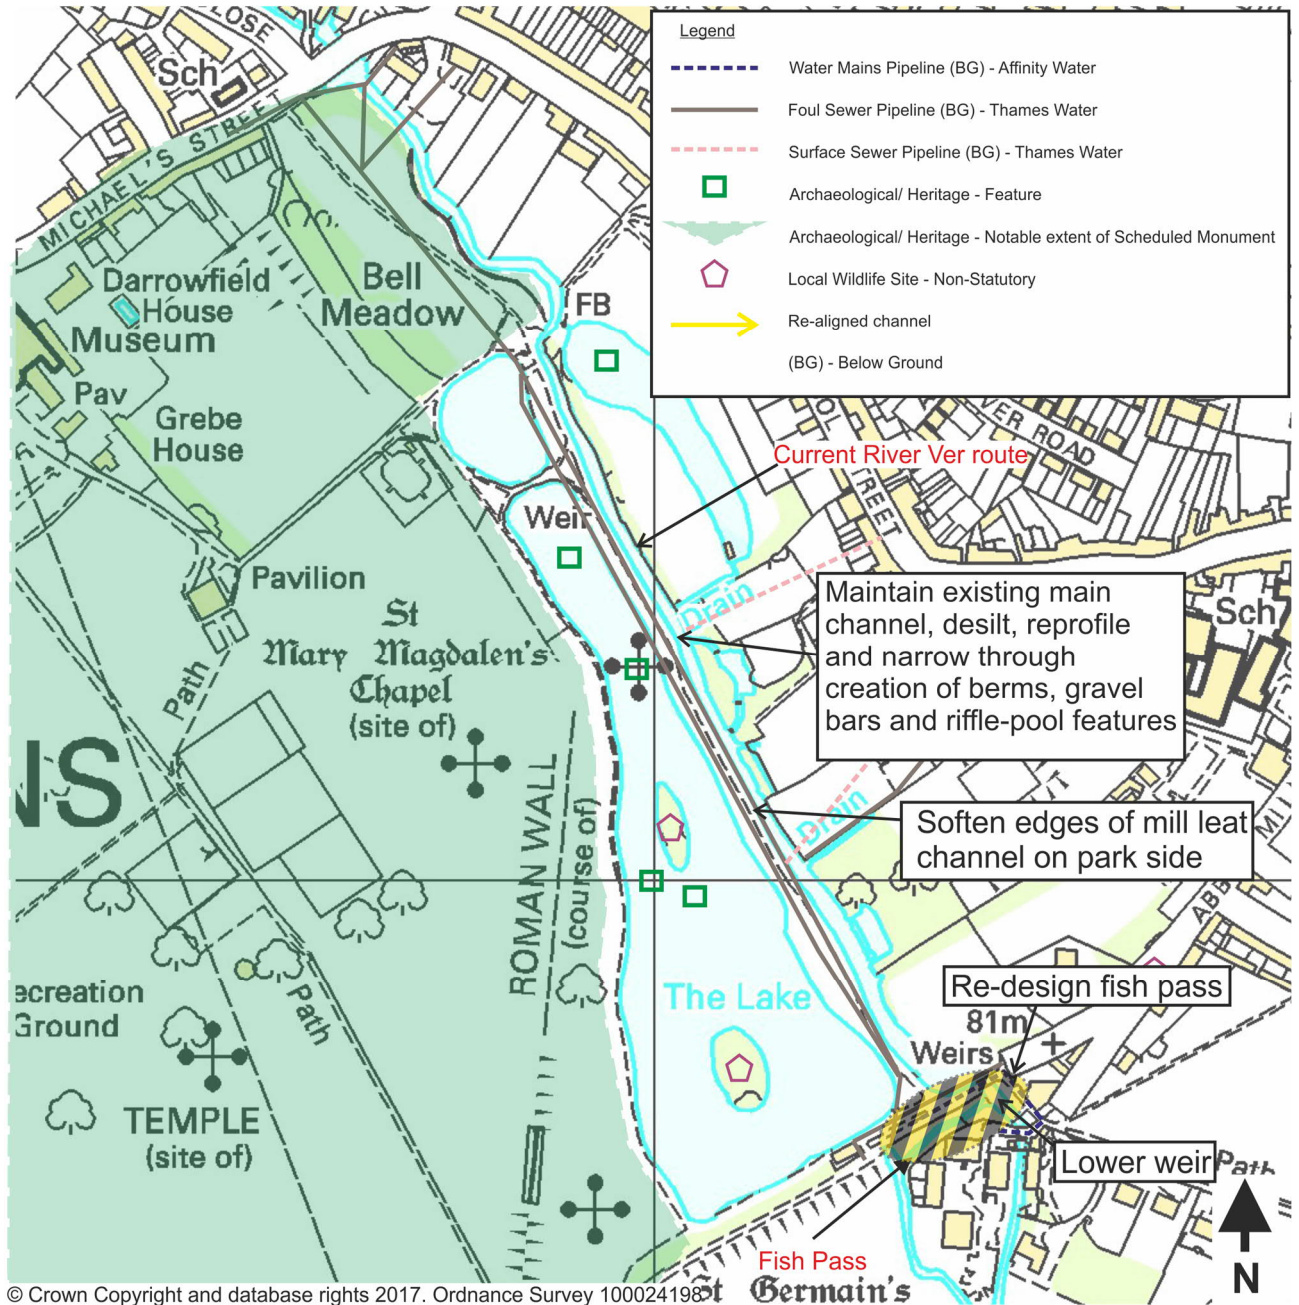 Legend
Water Mains Pipeline (BG) - Affinity Water
Foul Sewer Pipeline (BG) - Thames Water
Surface Sewer Pipeline (BG) - Thames Water
Archaeological/ Heritage - Feature
Archaeological/ Heritage - Notable extent of Scheduled Monument
Local Wildlife Site - Non-Statutory
Re-aligned channel
(BG) - Below Ground
CLOSE
Sch
MICHAEL'S STREET
Darrowfield
House
Museum
Pav
Grebe
House
Bell
Meadow
FB
VER ROAD
STREET
Current River Ver route
Weir
Pavilion
Path
St
Mary Magdalen's
Chapel
(site of)
Drain
Maintain existing main
channel, desilt, reprofile
and narrow through
creation of berms, gravel
bars and riffle-pool features
Sch
NS
ROMAN WALL
(course of)
Drain
Soften edges of mill leat
channel on park side
ecreation
Ground
Path
The Lake
Re-design fish pass
81m
Weirs
TEMPLE
(site of)
Lower weir
Path
Fish Pass
St Germain's
N
© Crown Copyright and database rights 2017. Ordnance Survey 100024198